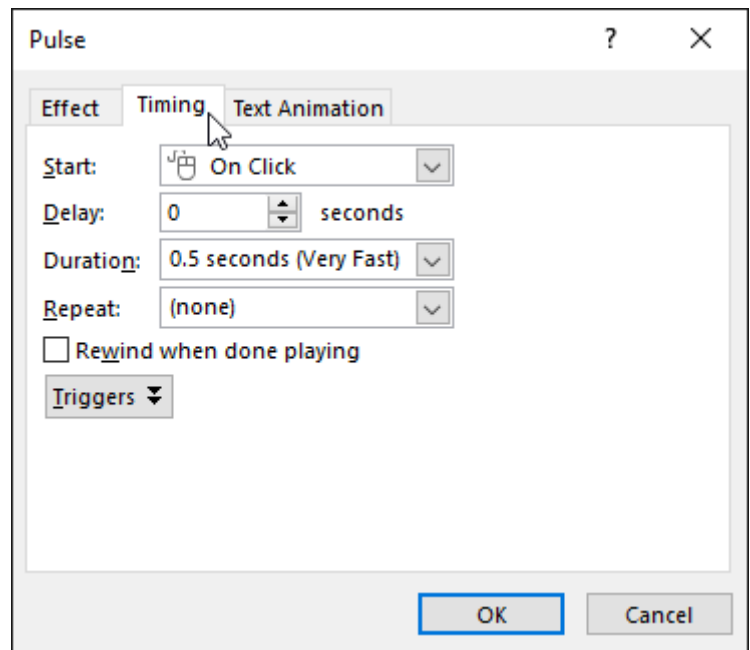 Pulse ?
Effect Timing Text Animation
Start: On Click
Delay: 0 seconds
Duration: 0.5 seconds (Very Fast)
Repeat: (none)
Rewind when done playing
Triggers
OK Cancel